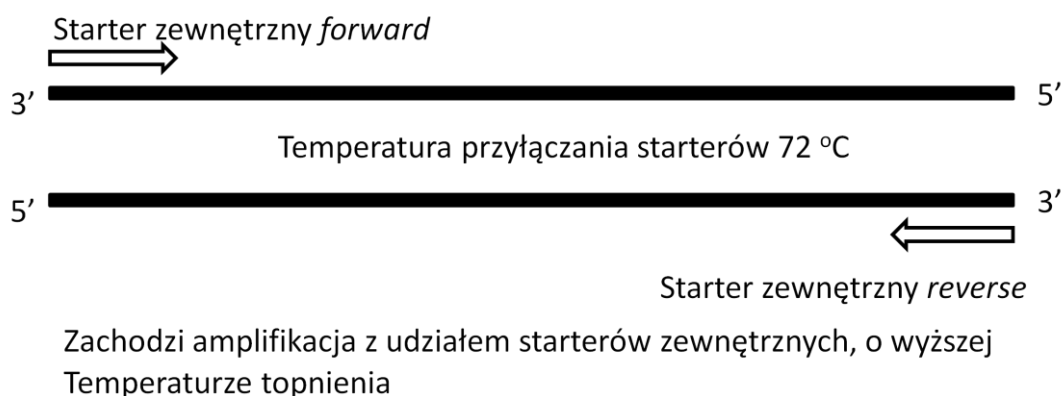 Starter zewnętrzny forward
3’ 5’
Temperatura przyłączania starterów 72 °C
5’ 3’
Starter zewnętrzny reverse
Zachodzi amplifikacja z udziałem starterów zewnętrznych, o wyższej
Temperaturze topnienia